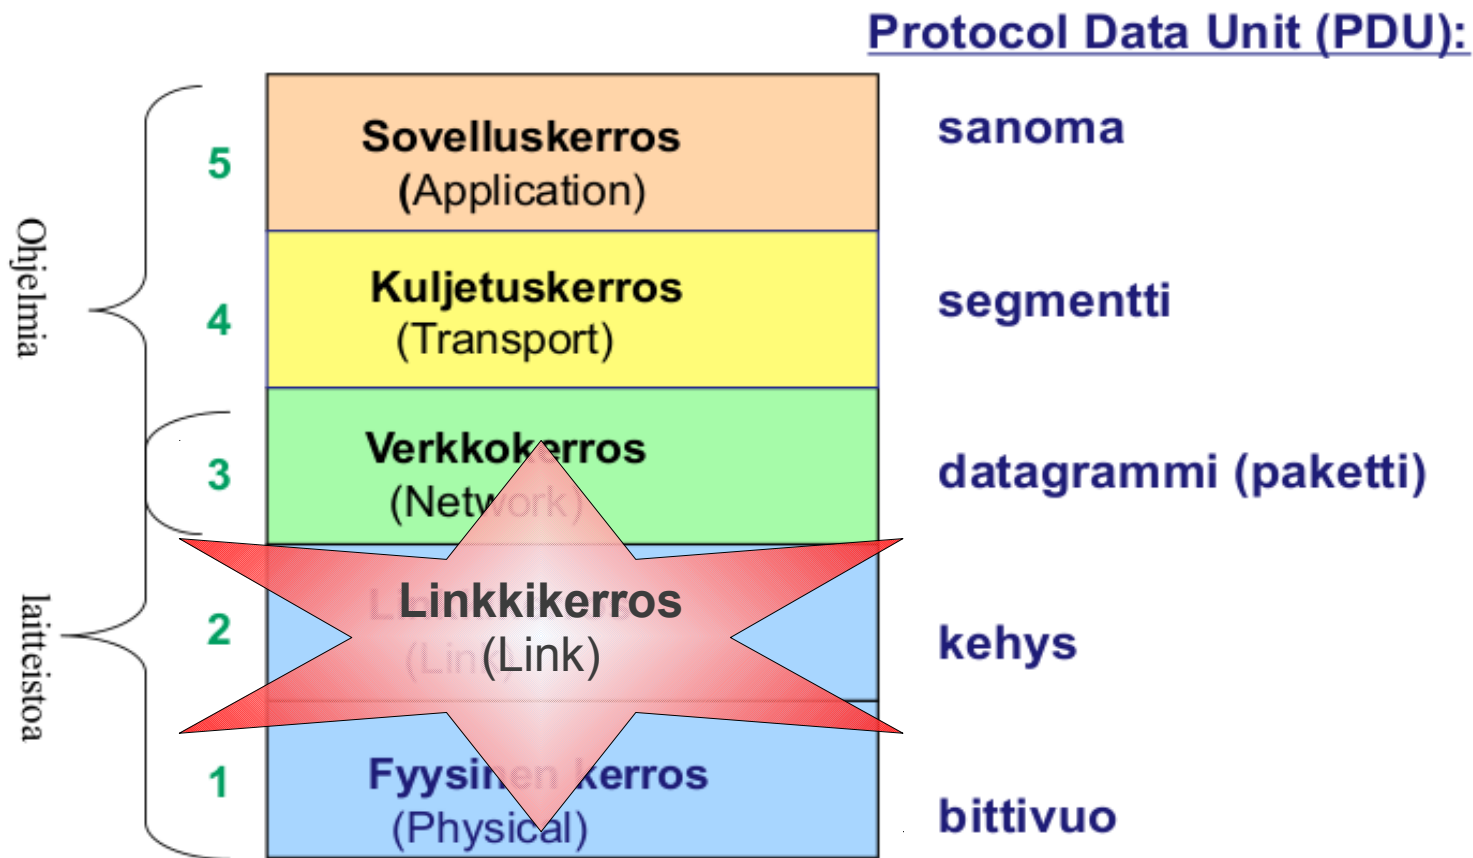 Protocol Data Unit (PDU):
5
Sovelluskerros
(Application)
sanoma
Ohjelmia
4
Kuljetuskerros
(Transport)
segmentti
3
Verkkokerros
(Network)
datagrammi (paketti)
laitteistoa
2
Linkkikerros
(Link)
(Link)
kehys
1
Fyysinen kerros
(Physical)
bittivuo